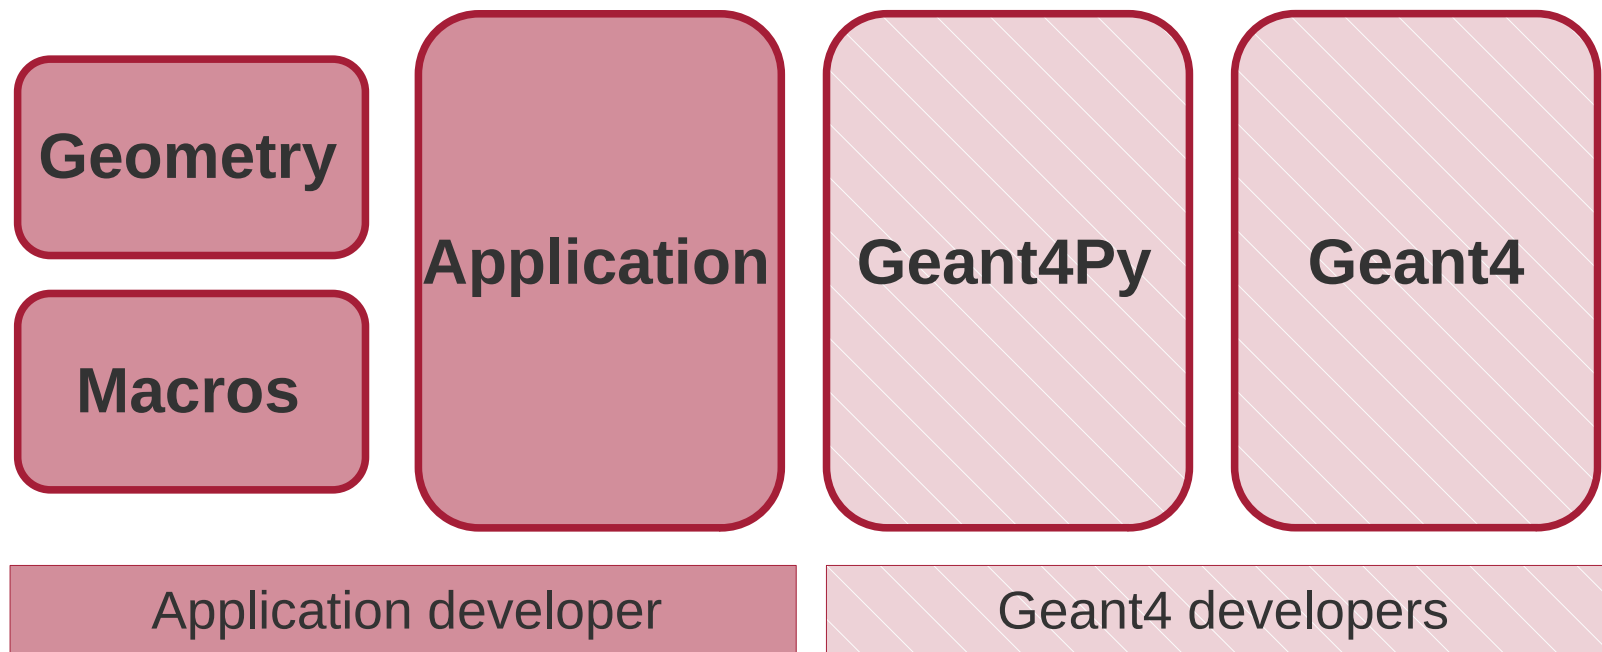 Geometry
Macros
Application
Geant4Py
Geant4
Application developer
Geant4 developers